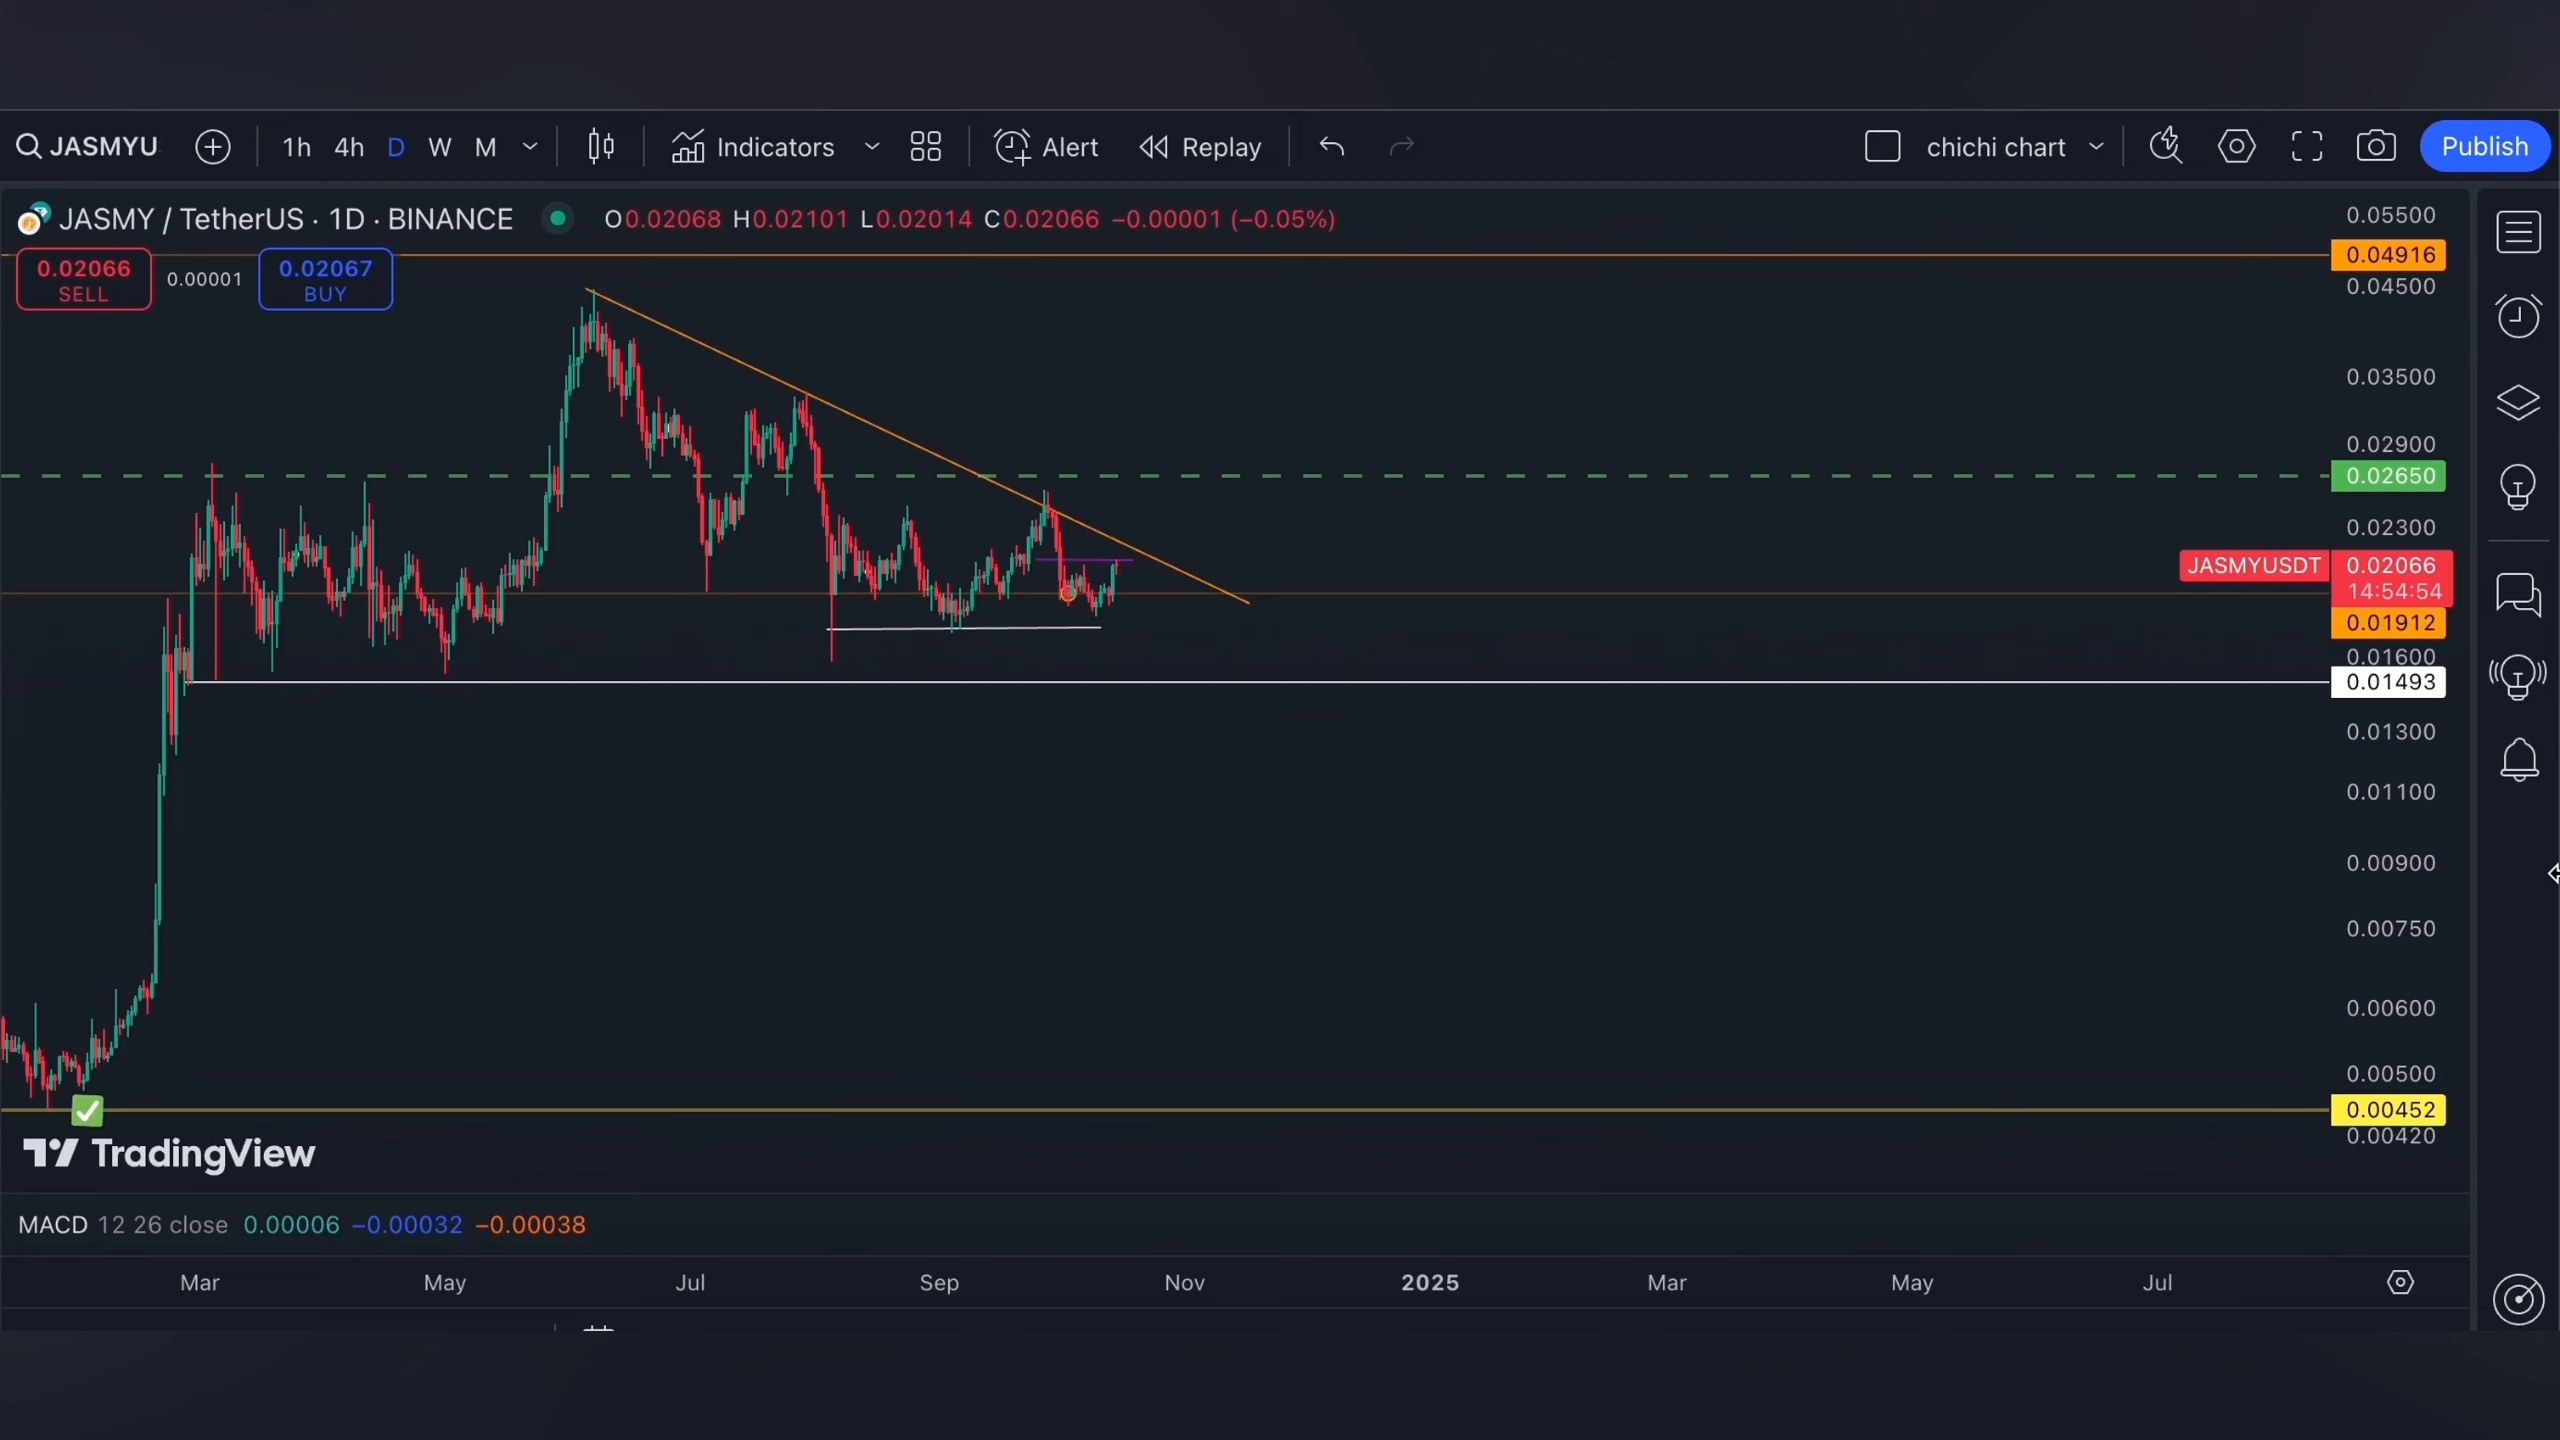 JASMYU 1h 4h D W M Indicators Alert Replay chichi chart Publish
JASMY / TetherUS · 1D · BINANCE O0.02068 H0.02101 L0.02014 C0.02066 −0.00001 (−0.05%)
0.02066 SELL
0.00001
0.02067 BUY
0.05500
0.04916
0.04500
0.03500
0.02900
0.02650
0.02300
JASMYUSDT 0.02066
14:54:54
0.01912
0.01600
0.01493
0.01300
0.01100
0.00900
0.00750
0.00600
0.00500
0.00452
0.00420
TradingView
MACD 12 26 close 0.00006 −0.00032 −0.00038
Mar May Jul Sep Nov 2025 Mar May Jul